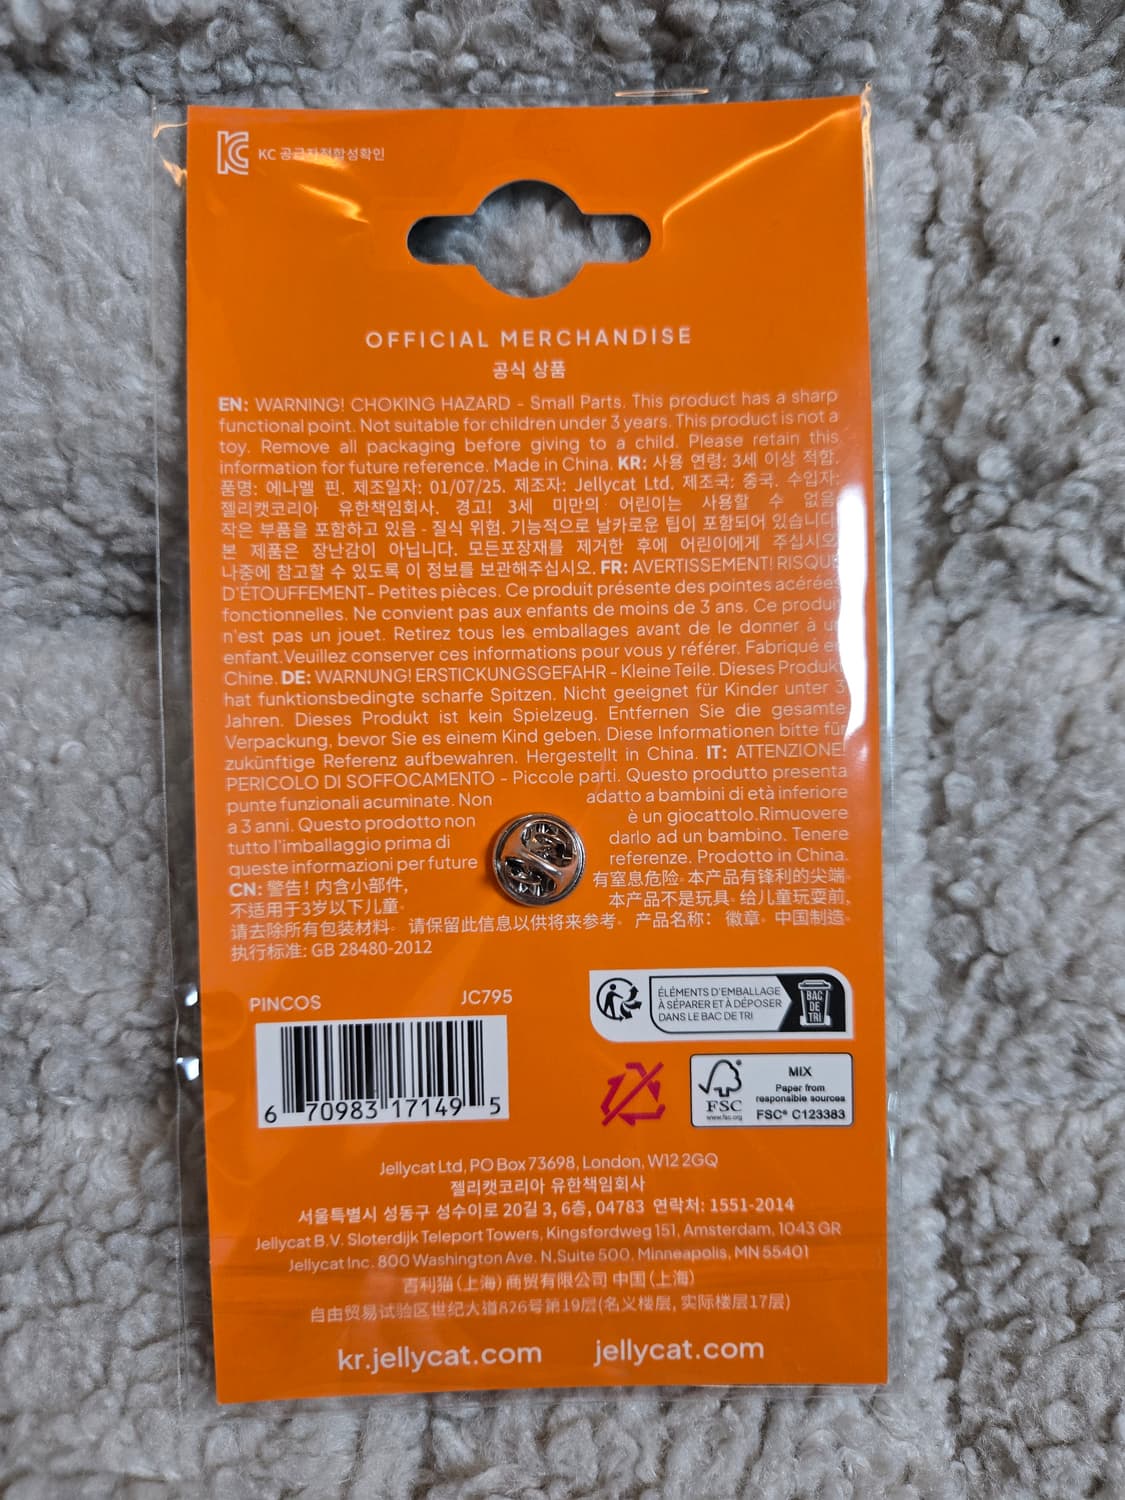 KC KC 공급자적합성확인
OFFICIAL MERCHANDISE
공식 상품
EN: WARNING! CHOKING HAZARD - Small Parts. This product has a sharp
functional point. Not suitable for children under 3 years. This product is not a
toy. Remove all packaging before giving to a child. Please retain this
information for future reference. Made in China. KR: 사용 연령: 3세 이상 적합.
품명: 에나멜 핀. 제조일자: 01/07/25. 제조자: Jellycat Ltd. 제조국: 중국. 수입자:
젤리캣코리아 유한책임회사. 경고! 3세 미만의 어린이는 사용할 수 없음
작은 부품을 포함하고 있음 - 질식 위험. 기능적으로 날카로운 팁이 포함되어 있습니다
본 제품은 장난감이 아닙니다. 모든포장재를 제거한 후에 어린이에게 주십시오
나중에 참고할 수 있도록 이 정보를 보관해주십시오. FR: AVERTISSEMENT! RISQUE
D'ÉTOUFFEMENT- Petites pièces. Ce produit présente des pointes acérées
fonctionnelles. Ne convient pas aux enfants de moins de 3 ans. Ce produit
n'est pas un jouet. Retirez tous les emballages avant de le donner à un
enfant.Veuillez conserver ces informations pour vous y référer. Fabriqué en
Chine. DE: WARNUNG! ERSTICKUNGSGEFAHR - Kleine Teile. Dieses Produkt
hat funktionsbedingte scharfe Spitzen. Nicht geeignet für Kinder unter 3
Jahren. Dieses Produkt ist kein Spielzeug. Entfernen Sie die gesamte
Verpackung, bevor Sie es einem Kind geben. Diese Informationen bitte für
zukünftige Referenz aufbewahren. Hergestellt in China. IT: ATTENZIONE!
PERICOLO DI SOFFOCAMENTO - Piccole parti. Questo prodotto presenta
punte funzionali acuminate. Non adatto a bambini di età inferiore
a 3 anni. Questo prodotto non è un giocattolo.Rimuovere
tutto l'imballaggio prima di darlo ad un bambino. Tenere
queste informazioni per future referenze. Prodotto in China.
CN: 警告! 内含小部件, 有窒息危险。本产品有锋利的尖端。
不适用于3岁以下儿童。 本产品不是玩具。给儿童玩耍前,
请去除所有包装材料。 请保留此信息以供将来参考。 产品名称: 徽章。中国制造。
执行标准: GB 28480-2012
PINCOS JC795
6 70983 17149 5
ÉLÉMENTS D'EMBALLAGE
À SÉPARER ET À DÉPOSER
DANS LE BAC DE TRI
BAC
DE
TRI
FSC
www.fsc.org
MIX
Paper from
responsible sources
FSC® C123383
Jellycat Ltd, PO Box 73698, London, W12 2GQ
젤리캣코리아 유한책임회사
서울특별시 성동구 성수이로 20길 3, 6층, 04783 연락처: 1551-2014
Jellycat B.V. Sloterdijk Teleport Towers, Kingsfordweg 151, Amsterdam, 1043 GR
Jellycat Inc. 800 Washington Ave. N.Suite 500, Minneapolis, MN 55401
吉利猫（上海）商贸有限公司 中国（上海）
自由贸易试验区世纪大道826号第19层(名义楼层, 实际楼层17层)
kr.jellycat.com jellycat.com